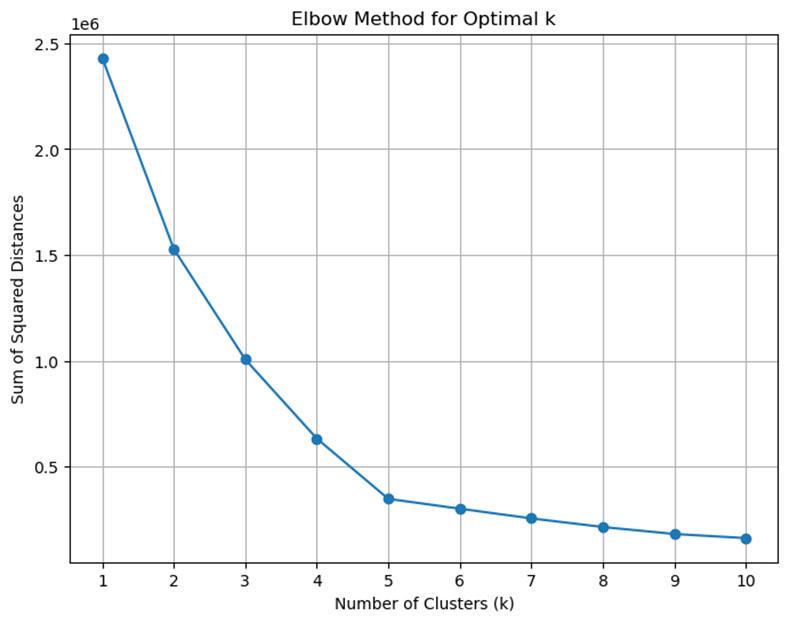 Elbow Method for Optimal k
1e6
2.5
2.0
1.5
1.0
0.5
Sum of Squared Distances
1 2 3 4 5 6 7 8 9 10
Number of Clusters (k)